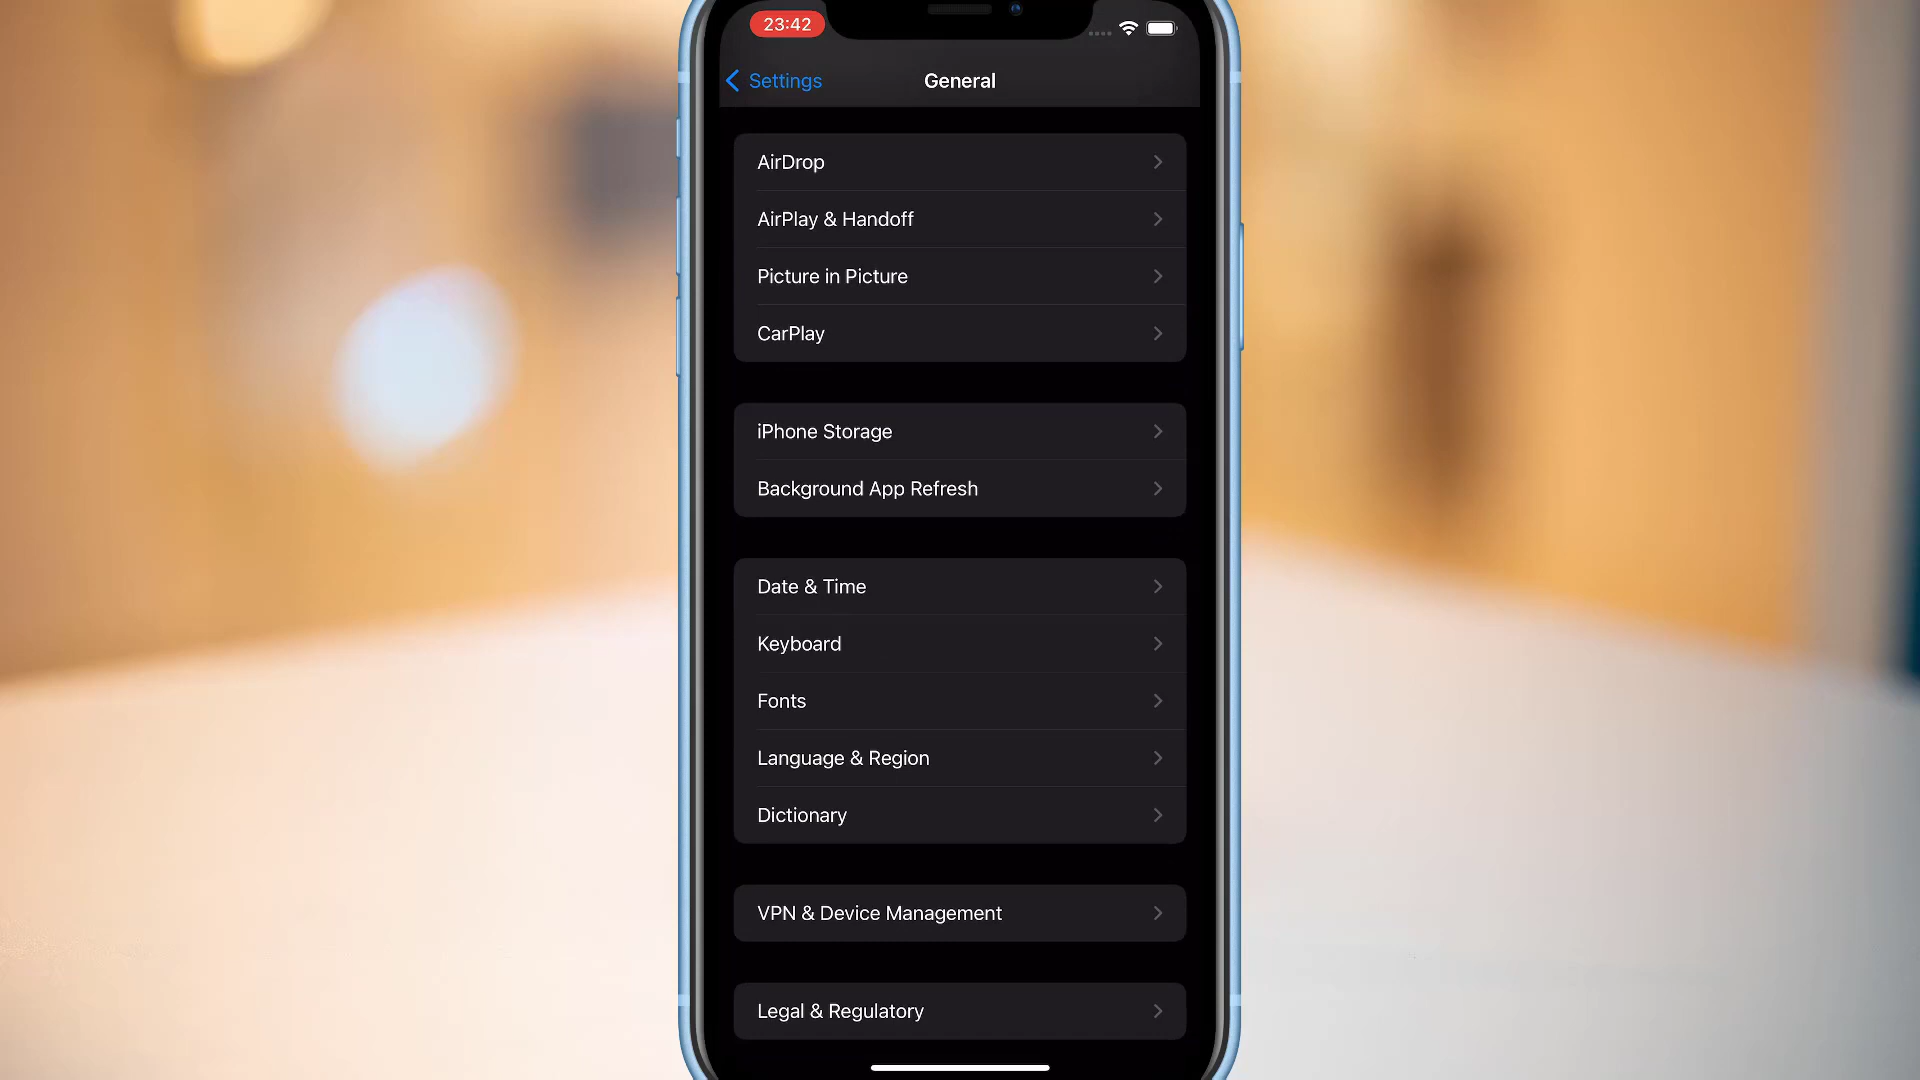 23:42
Settings
General
AirDrop
AirPlay & Handoff
Picture in Picture
CarPlay
iPhone Storage
Background App Refresh
Date & Time
Keyboard
Fonts
Language & Region
Dictionary
VPN & Device Management
Legal & Regulatory